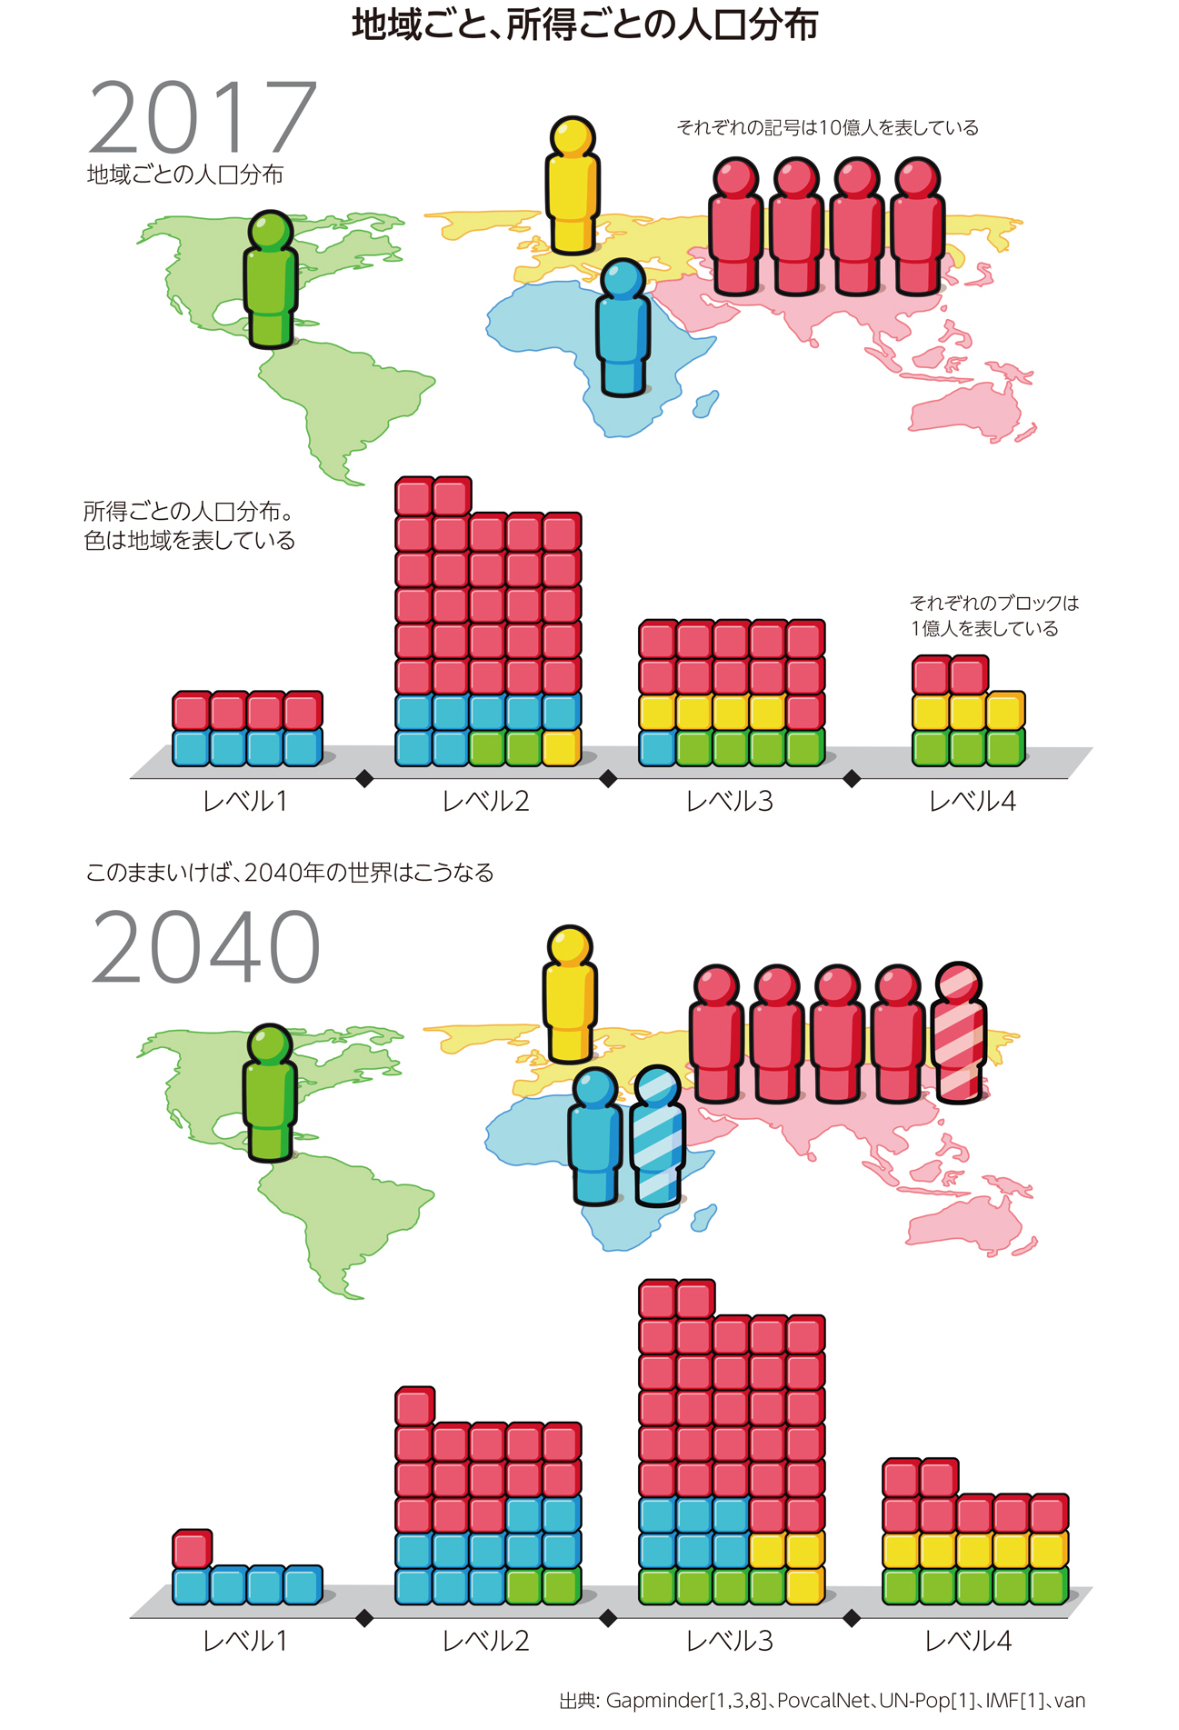 地域ごと、所得ごとの人口分布
2017
地域ごとの人口分布
それぞれの記号は10億人を表している
所得ごとの人口分布。
色は地域を表している
それぞれのブロックは
1億人を表している
レベル1
レベル2
レベル3
レベル4
このままいけば、2040年の世界はこうなる
2040
レベル1
レベル2
レベル3
レベル4
出典: Gapminder[1,3,8]、PovcalNet、UN-Pop[1]、IMF[1]、van